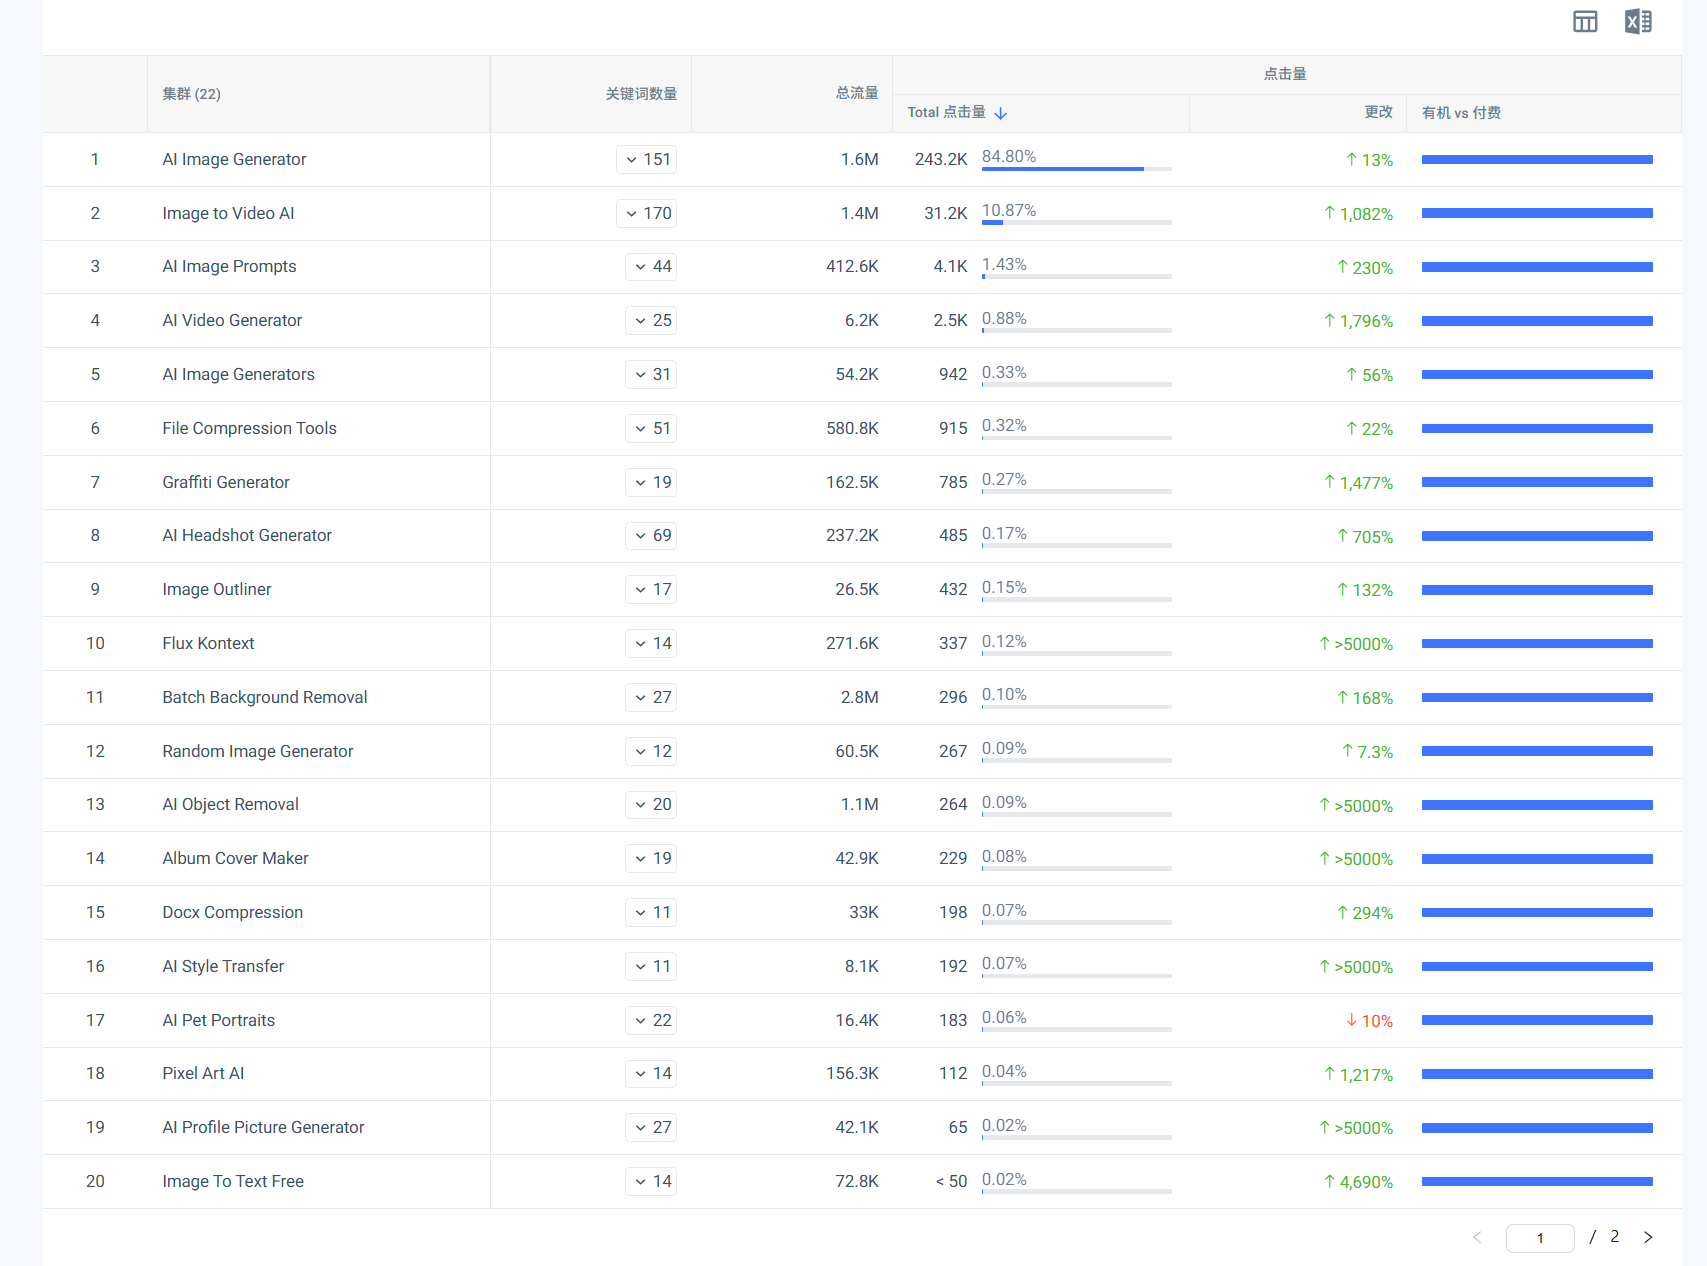 点击量
集群 (22) 关键词数量 总流量
Total 点击量 更改 有机 vs 付费
1 AI Image Generator 151 1.6M 243.2K 84.80% 13%
2 Image to Video AI 170 1.4M 31.2K 10.87% 1,082%
3 AI Image Prompts 44 412.6K 4.1K 1.43% 230%
4 AI Video Generator 25 6.2K 2.5K 0.88% 1,796%
5 AI Image Generators 31 54.2K 942 0.33% 56%
6 File Compression Tools 51 580.8K 915 0.32% 22%
7 Graffiti Generator 19 162.5K 785 0.27% 1,477%
8 AI Headshot Generator 69 237.2K 485 0.17% 705%
9 Image Outliner 17 26.5K 432 0.15% 132%
10 Flux Kontext 14 271.6K 337 0.12% >5000%
11 Batch Background Removal 27 2.8M 296 0.10% 168%
12 Random Image Generator 12 60.5K 267 0.09% 7.3%
13 AI Object Removal 20 1.1M 264 0.09% >5000%
14 Album Cover Maker 19 42.9K 229 0.08% >5000%
15 Docx Compression 11 33K 198 0.07% 294%
16 AI Style Transfer 11 8.1K 192 0.07% >5000%
17 AI Pet Portraits 22 16.4K 183 0.06% 10%
18 Pixel Art AI 14 156.3K 112 0.04% 1,217%
19 AI Profile Picture Generator 27 42.1K 65 0.02% >5000%
20 Image To Text Free 14 72.8K < 50 0.02% 4,690%
1 / 2